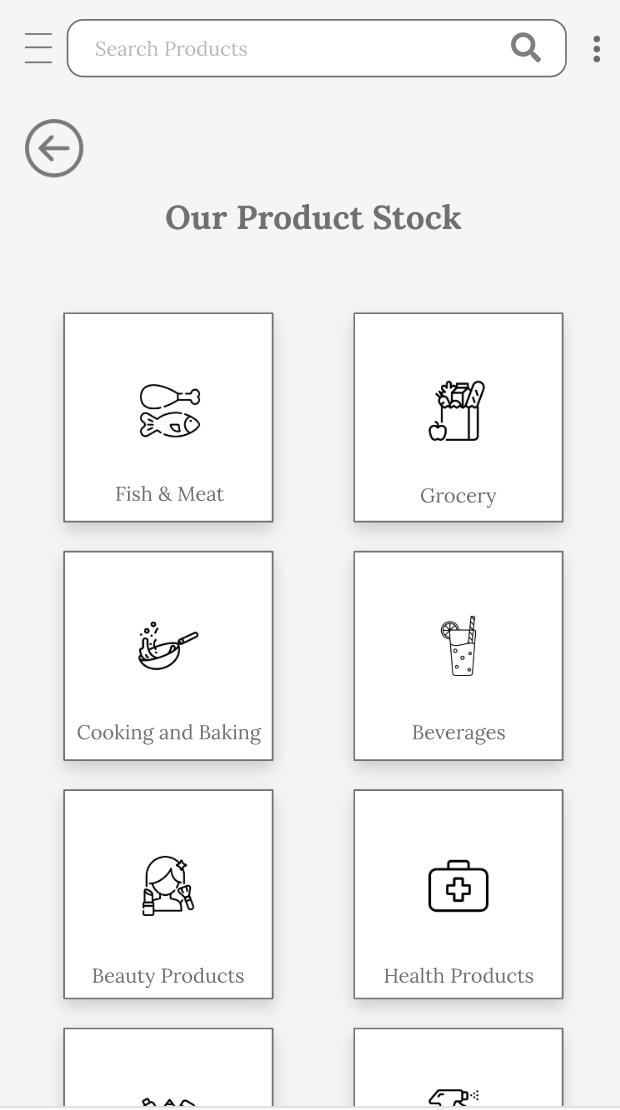 Search Products
Our Product Stock
Fish & Meat
Grocery
Cooking and Baking
Beverages
Beauty Products
Health Products